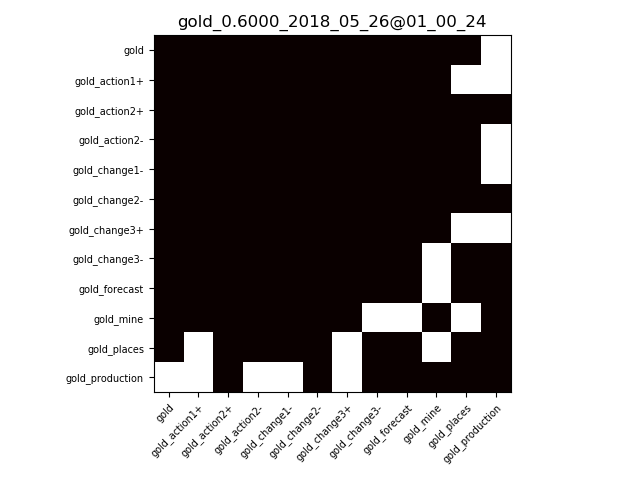 gold_0.6000_2018_05_26@01_00_24
gold
gold_action1+
gold_action2+
gold_action2-
gold_change1-
gold_change2-
gold_change3+
gold_change3-
gold_forecast
gold_mine
gold_places
gold_production
gold
gold_action1+
gold_action2+
gold_action2-
gold_change1-
gold_change2-
gold_change3+
gold_change3-
gold_forecast
gold_mine
gold_places
gold_production